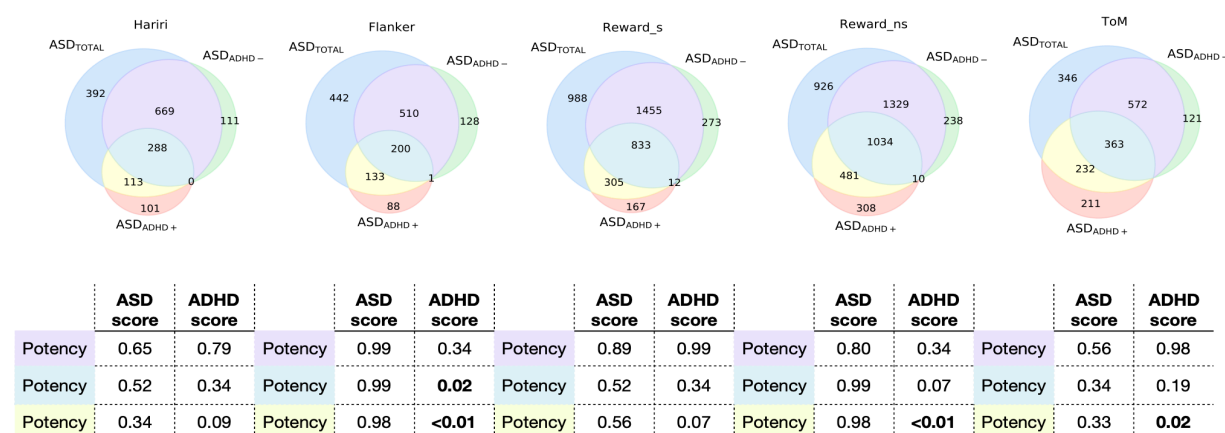 Hariri
Flanker
Reward_s
Reward_ns
ToM
ASD_TOTAL
ASD_ADHD −
392
669
111
288
113
0
101
ASD_ADHD +
ASD_TOTAL
ASD_ADHD −
442
510
128
200
133
1
88
ASD_ADHD +
ASD_TOTAL
ASD_ADHD −
988
1455
273
833
305
12
167
ASD_ADHD +
ASD_TOTAL
ASD_ADHD −
926
1329
238
1034
481
10
308
ASD_ADHD +
ASD_TOTAL
ASD_ADHD −
346
572
121
363
232
211
ASD_ADHD +
ASD score ADHD score ASD score ADHD score ASD score ADHD score ASD score ADHD score ASD score ADHD score
Potency 0.65 0.79 Potency 0.99 0.34 Potency 0.89 0.99 Potency 0.80 0.34 Potency 0.56 0.98
Potency 0.52 0.34 Potency 0.99 0.02 Potency 0.52 0.34 Potency 0.99 0.07 Potency 0.34 0.19
Potency 0.34 0.09 Potency 0.98 <0.01 Potency 0.56 0.07 Potency 0.98 <0.01 Potency 0.33 0.02